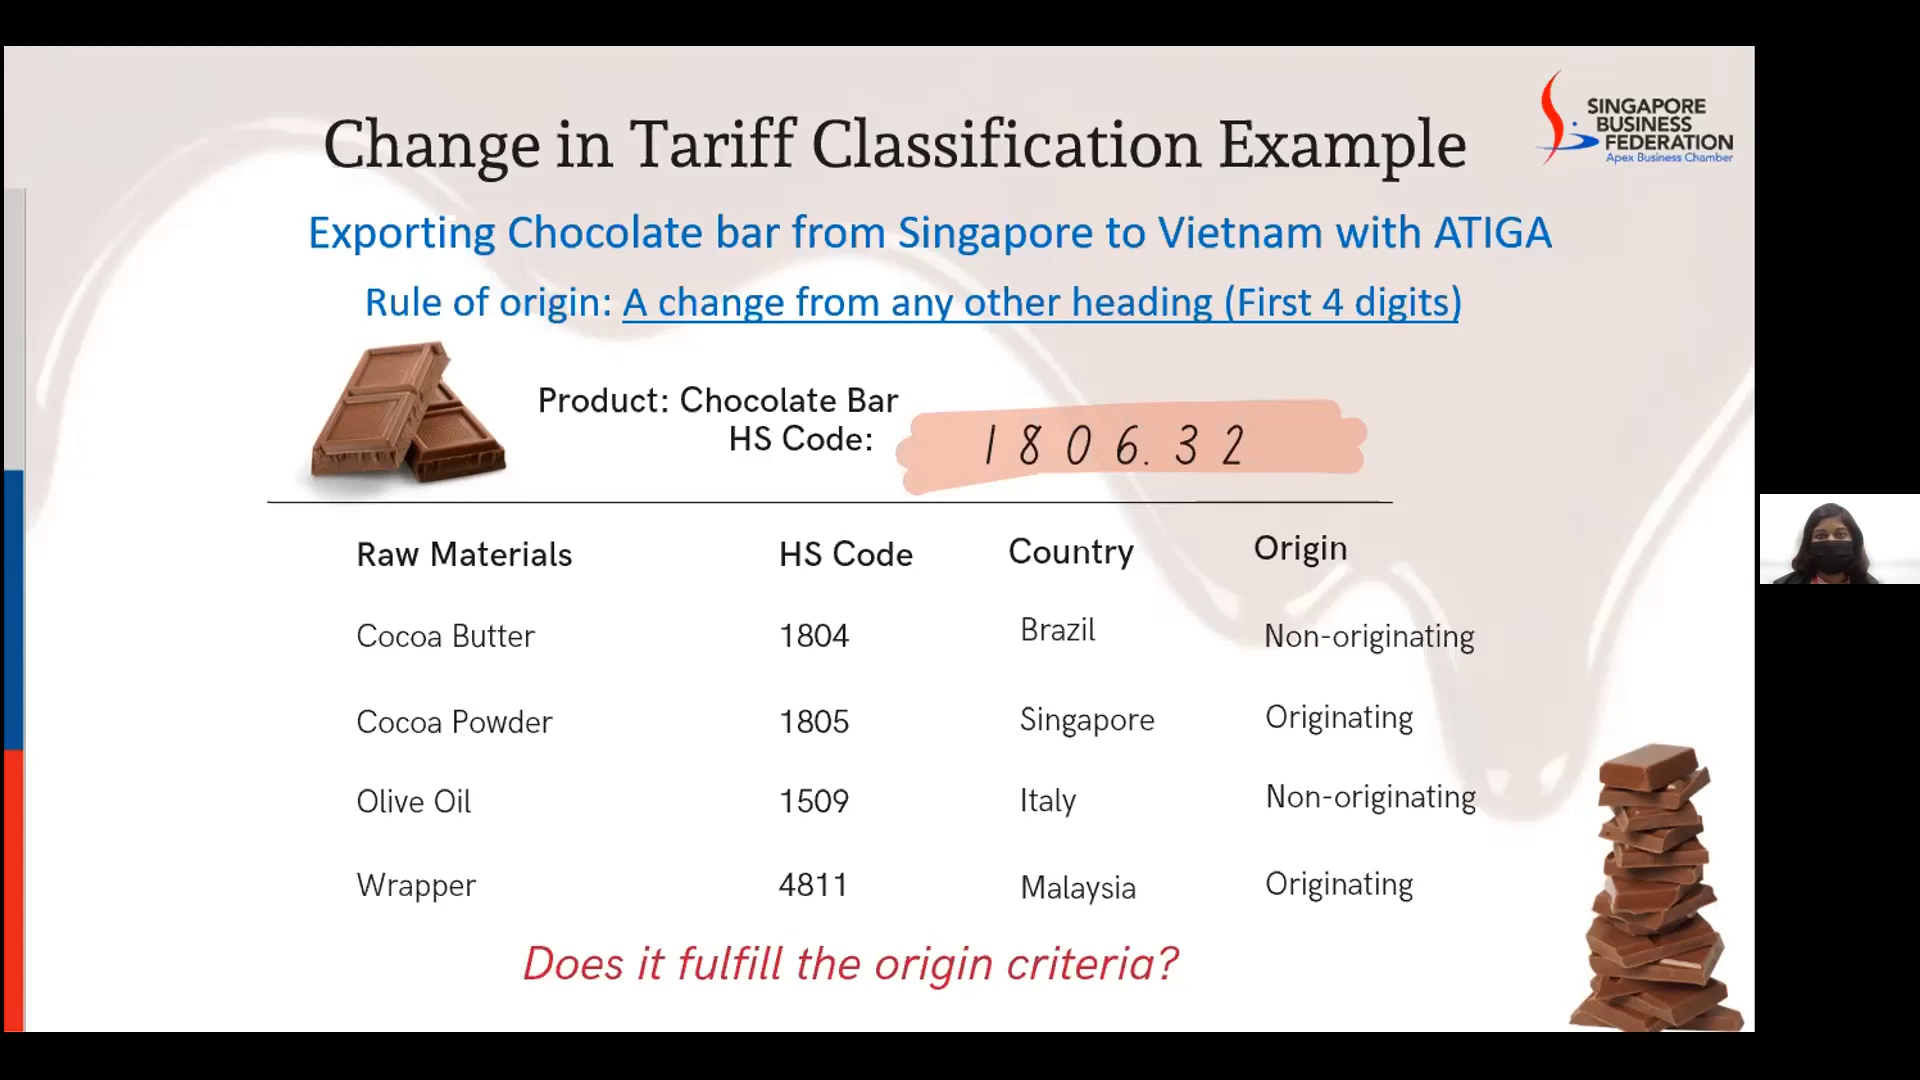 SINGAPORE
BUSINESS
FEDERATION
Apex Business Chamber
Change in Tariff Classification Example
Exporting Chocolate bar from Singapore to Vietnam with ATIGA
Rule of origin: A change from any other heading (First 4 digits)
Product: Chocolate Bar
HS Code: 1806.32
Raw Materials HS Code Country Origin
Cocoa Butter 1804 Brazil Non-originating
Cocoa Powder 1805 Singapore Originating
Olive Oil 1509 Italy Non-originating
Wrapper 4811 Malaysia Originating
Does it fulfill the origin criteria?